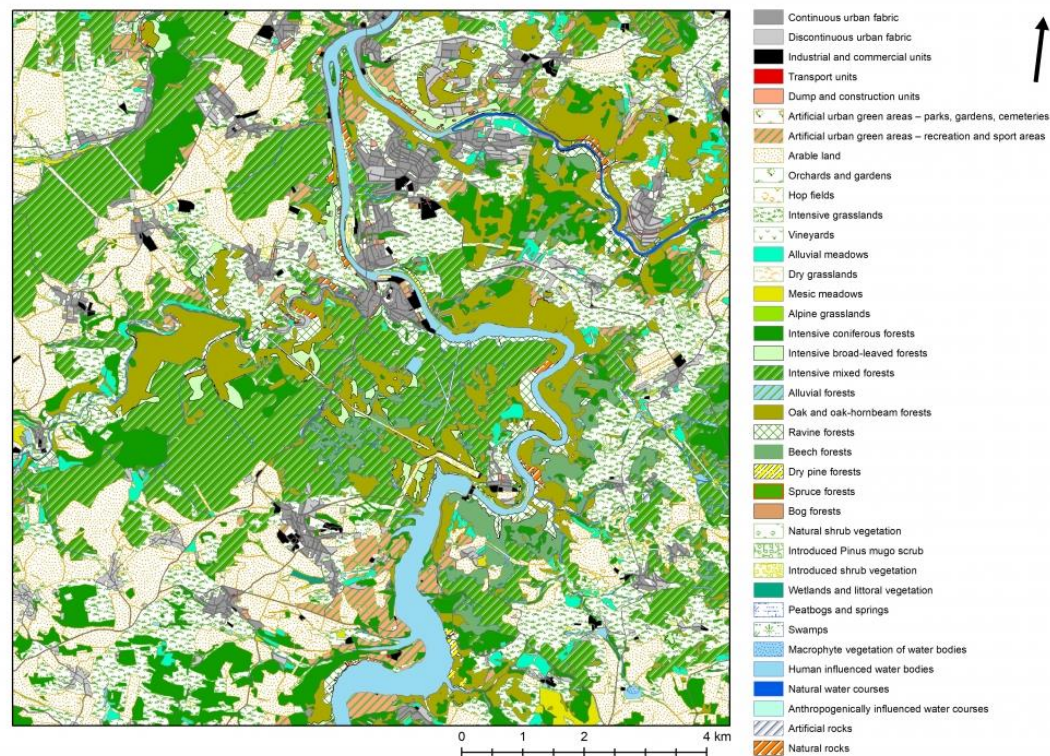 Continuous urban fabric
Discontinuous urban fabric
Industrial and commercial units
Transport units
Dump and construction units
Artificial urban green areas – parks, gardens, cemeteries
Artificial urban green areas – recreation and sport areas
Arable land
Orchards and gardens
Hop fields
Intensive grasslands
Vineyards
Alluvial meadows
Dry grasslands
Mesic meadows
Alpine grasslands
Intensive coniferous forests
Intensive broad-leaved forests
Intensive mixed forests
Alluvial forests
Oak and oak-hornbeam forests
Ravine forests
Beech forests
Dry pine forests
Spruce forests
Bog forests
Natural shrub vegetation
Introduced Pinus mugo scrub
Introduced shrub vegetation
Wetlands and littoral vegetation
Peatbogs and springs
Swamps
Macrophyte vegetation of water bodies
Human influenced water bodies
Natural water courses
Anthropogenically influenced water courses
Artificial rocks
Natural rocks
0 1 2 4 km